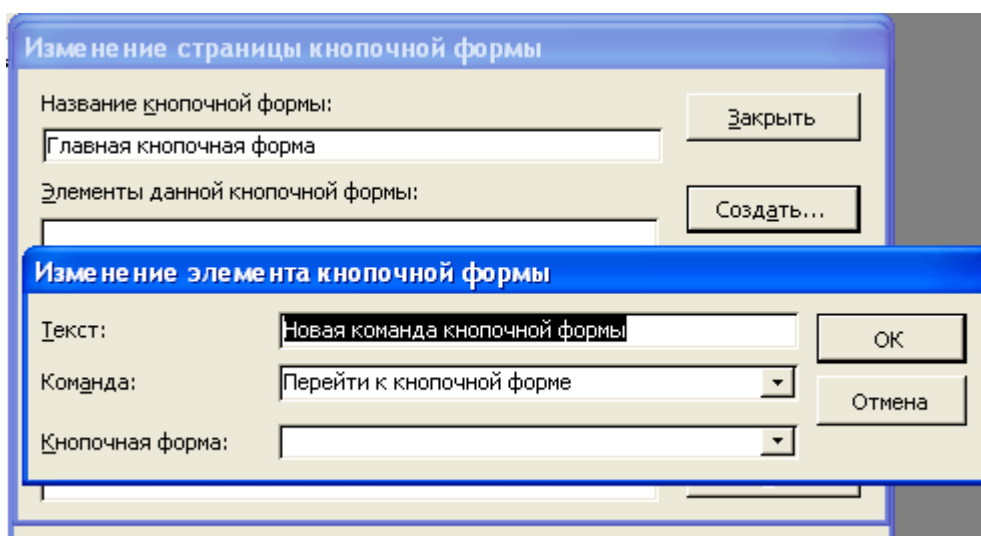 Изменение страницы кнопочной формы
Название кнопочной формы:
Закрыть
Главная кнопочная форма
Элементы данной кнопочной формы:
Создать...
Изменение элемента кнопочной формы
Текст:
Новая команда кнопочной формы
ОК
Команда:
Перейти к кнопочной форме
Отмена
Кнопочная форма: